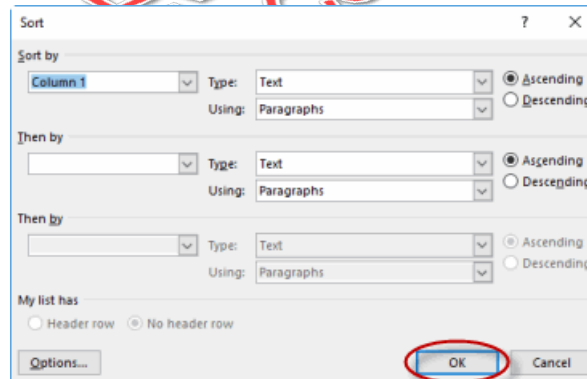 Sort ?
Sort by
Column 1 Type: Text Ascending
Using: Paragraphs Descending
Then by
Type: Text Ascending
Using: Paragraphs Descending
Then by
Type: Text Ascending
Using: Paragraphs Descending
My list has
Header row No header row
Options... OK Cancel